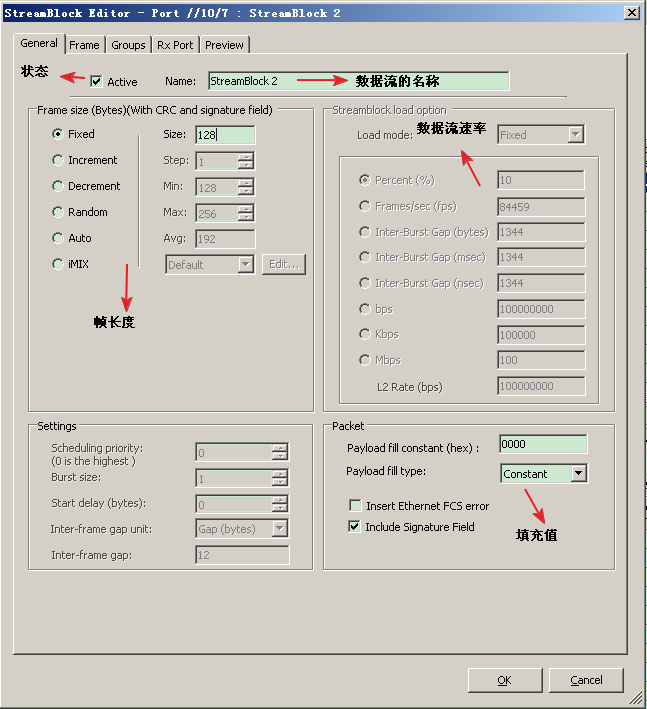 StreamBlock Editor - Port //10/7 : StreamBlock 2
General Frame Groups Rx Port Preview
状态 Active Name: StreamBlock 2 数据流的名称
Frame size (Bytes)(With CRC and signature field)
Fixed Size: 128
Increment Step: 1
Decrement Min: 128
Random Max: 256
Auto Avg: 192
iMIX Default Edit...
帧长度
Streamblock load option
Load mode: 数据流速率 Fixed
Percent (%) 10
Frames/sec (fps) 84459
Inter-Burst Gap (bytes) 1344
Inter-Burst Gap (msec) 1344
Inter-Burst Gap (nsec) 1344
bps 100000000
Kbps 100000
Mbps 100
L2 Rate (bps) 100000000
Settings
Scheduling priority: 0
(0 is the highest )
Burst size: 1
Start delay (bytes): 0
Inter-frame gap unit: Gap (bytes)
Inter-frame gap: 12
Packet
Payload fill constant (hex) : 0000
Payload fill type: Constant
Insert Ethernet FCS error
Include Signature Field
填充值
OK Cancel